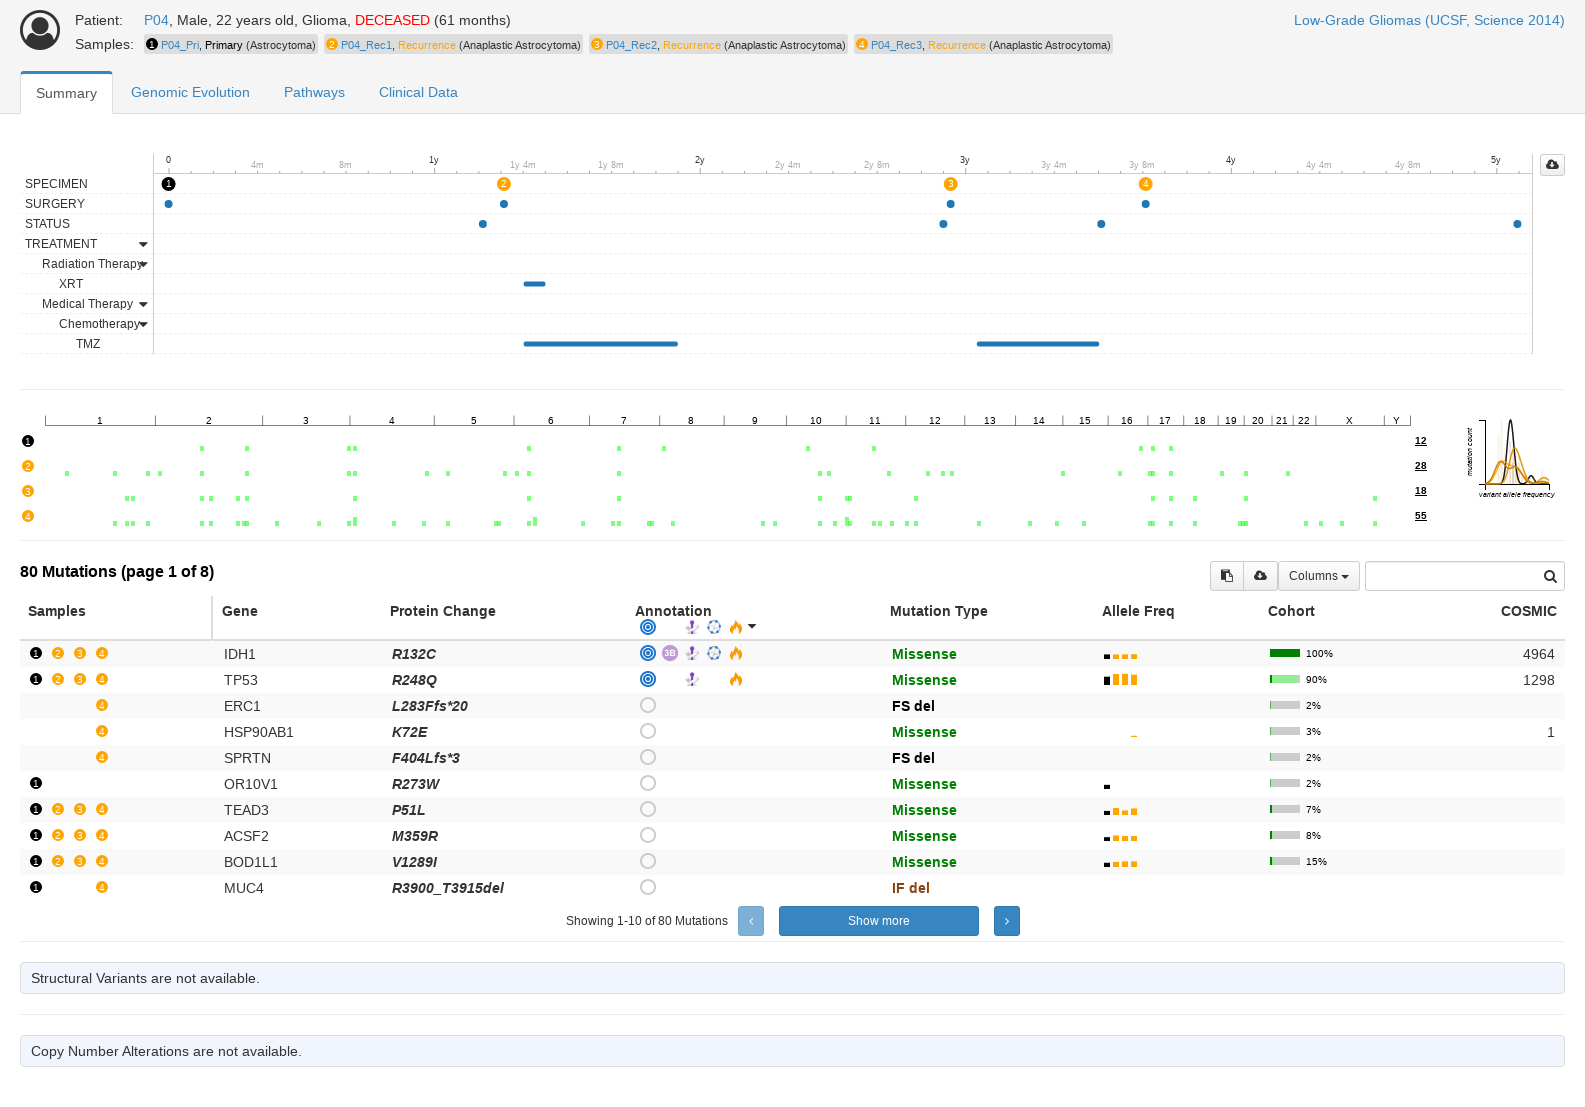 Patient: P04, Male, 22 years old, Glioma, DECEASED (61 months) Low-Grade Gliomas (UCSF, Science 2014)
Samples: 1 P04_Pri, Primary (Astrocytoma) 2 P04_Rec1, Recurrence (Anaplastic Astrocytoma) 3 P04_Rec2, Recurrence (Anaplastic Astrocytoma) 4 P04_Rec3, Recurrence (Anaplastic Astrocytoma)
Summary Genomic Evolution Pathways Clinical Data
0 4m 8m 1y 1y 4m 1y 8m 2y 2y 4m 2y 8m 3y 3y 4m 3y 8m 4y 4y 4m 4y 8m 5y
SPECIMEN 1 2 3 4
SURGERY
STATUS
TREATMENT
Radiation Therapy
XRT
Medical Therapy
Chemotherapy
TMZ
1 2 3 4 5 6 7 8 9 10 11 12 13 14 15 16 17 18 19 20 21 22 X Y
1 12
2 28
3 18
4 55
mutation count
variant allele frequency
80 Mutations (page 1 of 8) Columns
Samples Gene Protein Change Annotation Mutation Type Allele Freq Cohort COSMIC
1 2 3 4 IDH1 R132C 3B Missense 100% 4964
1 2 3 4 TP53 R248Q Missense 90% 1298
4 ERC1 L283Ffs*20 FS del 2%
4 HSP90AB1 K72E Missense 3% 1
4 SPRTN F404Lfs*3 FS del 2%
1 OR10V1 R273W Missense 2%
1 2 3 4 TEAD3 P51L Missense 7%
1 2 3 4 ACSF2 M359R Missense 8%
1 2 3 4 BOD1L1 V1289I Missense 15%
1 4 MUC4 R3900_T3915del IF del
Showing 1-10 of 80 Mutations ‹ Show more ›
Structural Variants are not available.
Copy Number Alterations are not available.